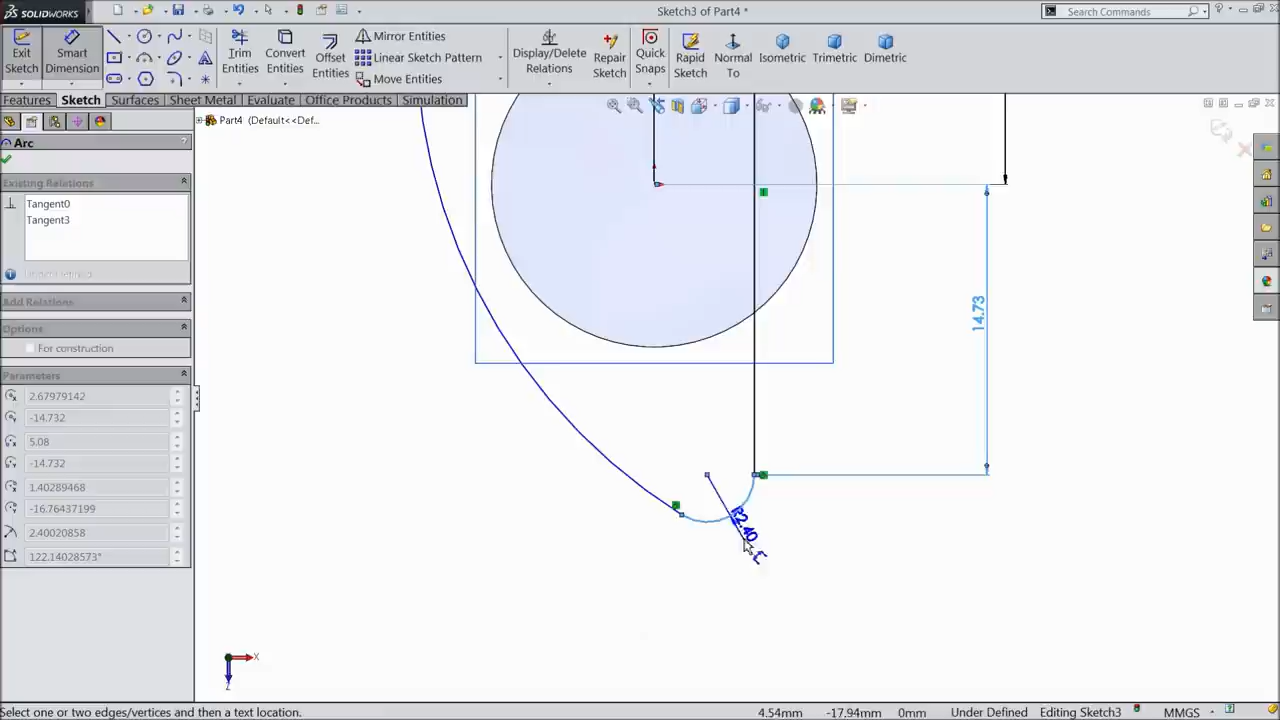 SOLIDWORKS
Sketch3 of Part4 *
Search Commands
Exit Sketch
Smart Dimension
Trim Entities
Convert Entities
Offset Entities
Mirror Entities
Linear Sketch Pattern
Move Entities
Display/Delete Relations
Repair Sketch
Quick Snaps
Rapid Sketch
Normal To
Isometric
Trimetric
Dimetric
Features
Sketch
Surfaces
Sheet Metal
Evaluate
Office Products
Simulation
Part4 (Default<<Def...
Arc
?
Existing Relations
Tangent0
Tangent3
Add Relations
Options
For construction
Parameters
2.67979142
-14.732
5.08
-14.732
1.40289468
-16.76437199
2.40020858
122.14028573°
14.73
R2.40
X
Z
Select one or two edges/vertices and then a text location.
4.54mm
-17.94mm
0mm
Under Defined
Editing Sketch3
MMGS